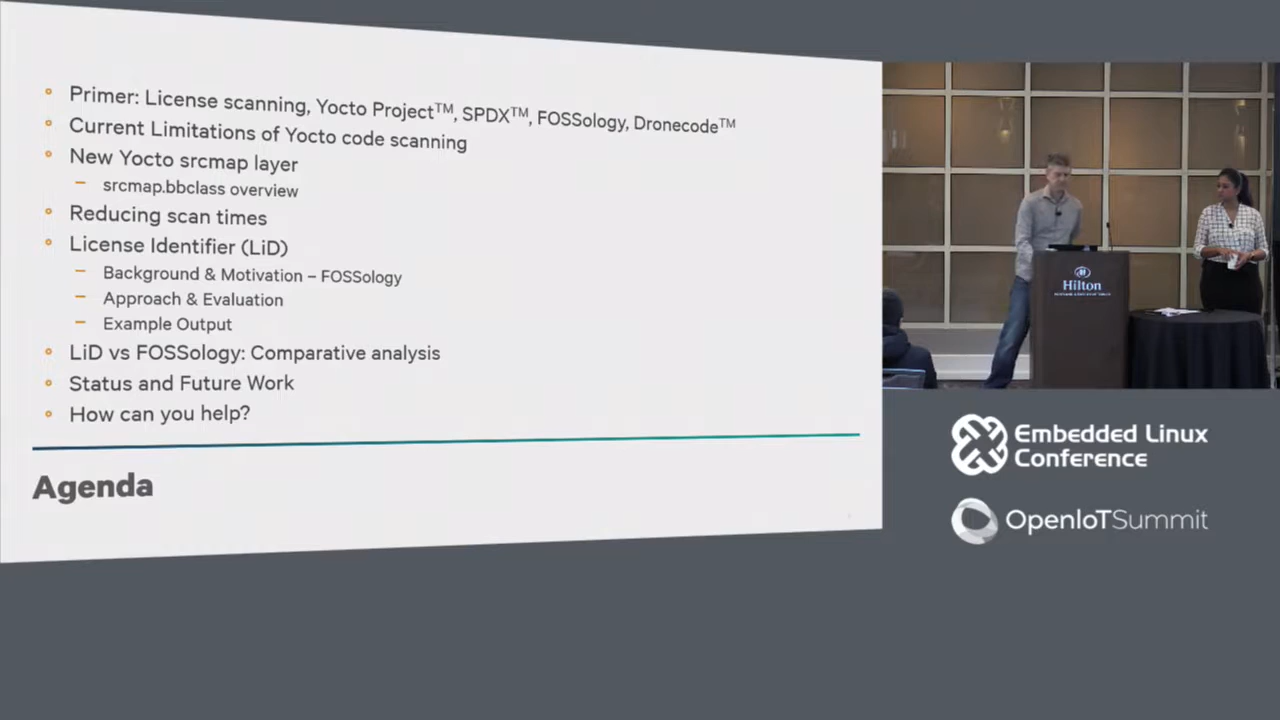 Primer: License scanning, Yocto Project™, SPDX™, FOSSology, Dronecode™
Current Limitations of Yocto code scanning
New Yocto srcmap layer
srcmap.bbclass overview
Reducing scan times
License Identifier (LiD)
Background & Motivation – FOSSology
Approach & Evaluation
Example Output
LiD vs FOSSology: Comparative analysis
Status and Future Work
How can you help?
Agenda
Hilton
Embedded Linux
Conference
OpenIoTSummit